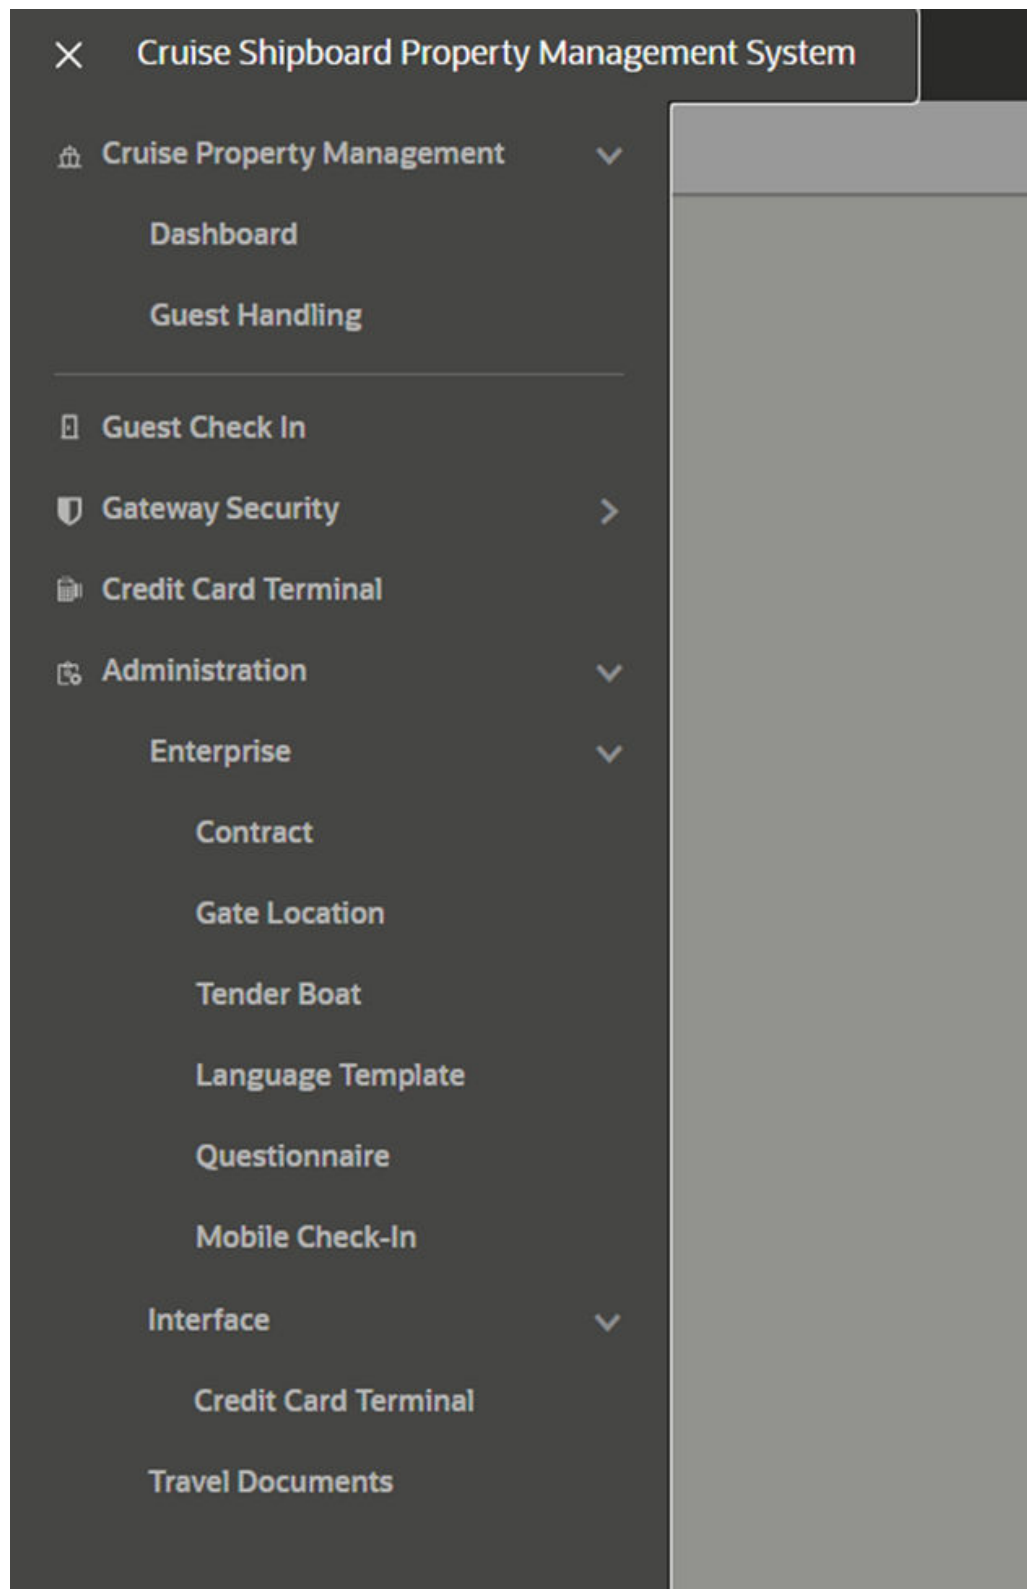 Cruise Shipboard Property Management System
Cruise Property Management
Dashboard
Guest Handling
Guest Check In
Gateway Security
Credit Card Terminal
Administration
Enterprise
Contract
Gate Location
Tender Boat
Language Template
Questionnaire
Mobile Check-In
Interface
Credit Card Terminal
Travel Documents